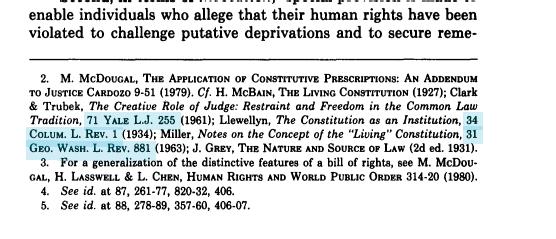 enable individuals who allege that their human rights have been
violated to challenge putative deprivations and to secure reme-
2. M. MCDOUGAL, THE APPLICATION OF CONSTITUTIVE PRESCRIPTIONS: AN ADDENDUM
TO JUSTICE CARDOZO 9-51 (1979). Cf. H. MCBAIN, THE LIVING CONSTITUTION (1927); Clark
& Trubek, The Creative Role of Judge: Restraint and Freedom in the Common Law
Tradition, 71 YALE L.J. 255 (1961); Llewellyn, The Constitution as an Institution, 34
COLUM. L. REV. 1 (1934); Miller, Notes on the Concept of the "Living" Constitution, 31
GEO. WASH. L. REV. 881 (1963); J. GREY, THE NATURE AND SOURCE OF LAW (2d ed. 1931).
3. For a generalization of the distinctive features of a bill of rights, see M. MCDOU-
GAL, H. LASSWELL & L. CHEN, HUMAN RIGHTS AND WORLD PUBLIC ORDER 314-20 (1980).
4. See id. at 87, 261-77, 820-32, 406.
5. See id. at 88, 278-89, 357-60, 406-07.